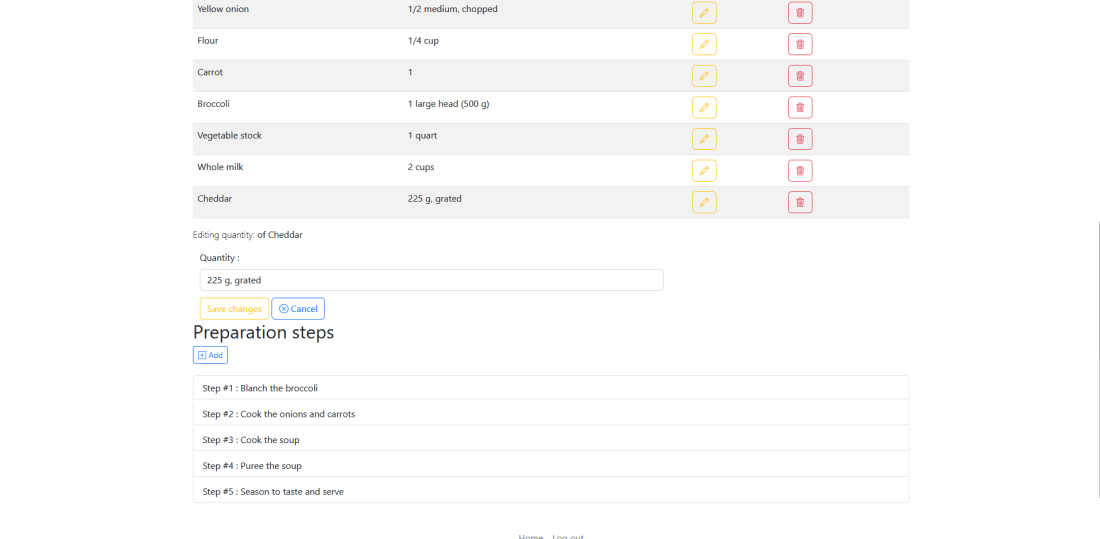 Yellow onion 1/2 medium, chopped
Flour 1/4 cup
Carrot 1
Broccoli 1 large head (500 g)
Vegetable stock 1 quart
Whole milk 2 cups
Cheddar 225 g, grated
Editing quantity: of Cheddar
Quantity :
225 g, grated
Save changes Cancel
Preparation steps
Add
Step #1 : Blanch the broccoli
Step #2 : Cook the onions and carrots
Step #3 : Cook the soup
Step #4 : Puree the soup
Step #5 : Season to taste and serve
Home Log out